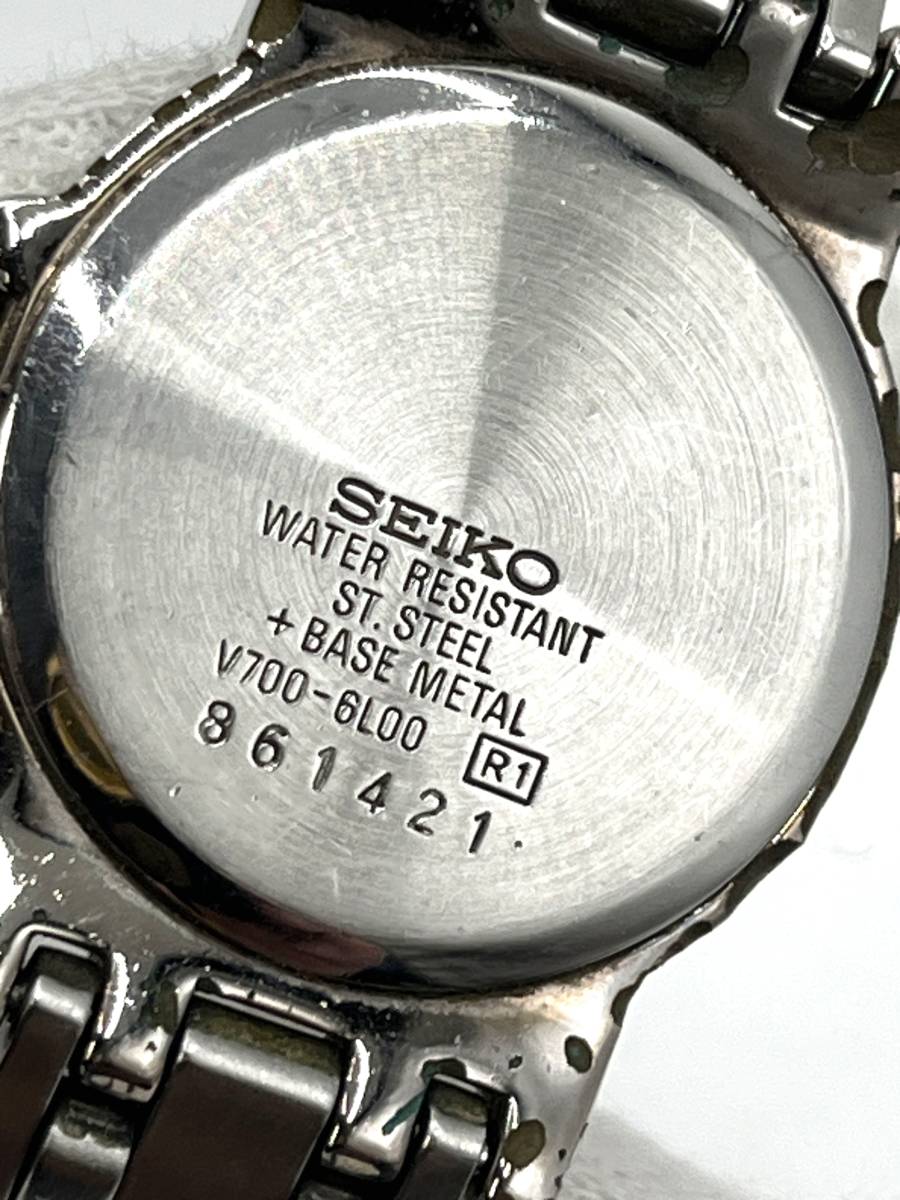 SEIKO
WATER RESISTANT
ST. STEEL
+ BASE METAL
V700-6L00 R1
861421